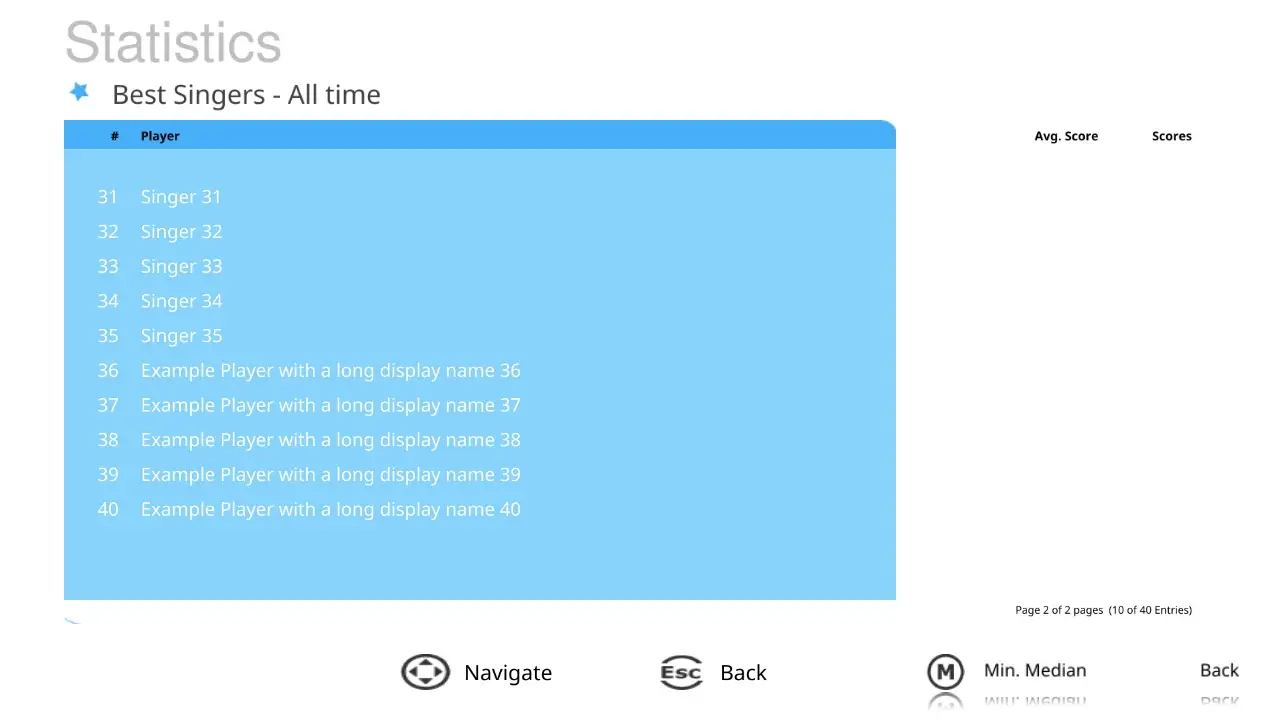 Statistics
Best Singers - All time
# Player Avg. Score Scores
31 Singer 31
32 Singer 32
33 Singer 33
34 Singer 34
35 Singer 35
36 Example Player with a long display name 36
37 Example Player with a long display name 37
38 Example Player with a long display name 38
39 Example Player with a long display name 39
40 Example Player with a long display name 40
Page 2 of 2 pages (10 of 40 Entries)
Navigate Esc Back M Min. Median Back